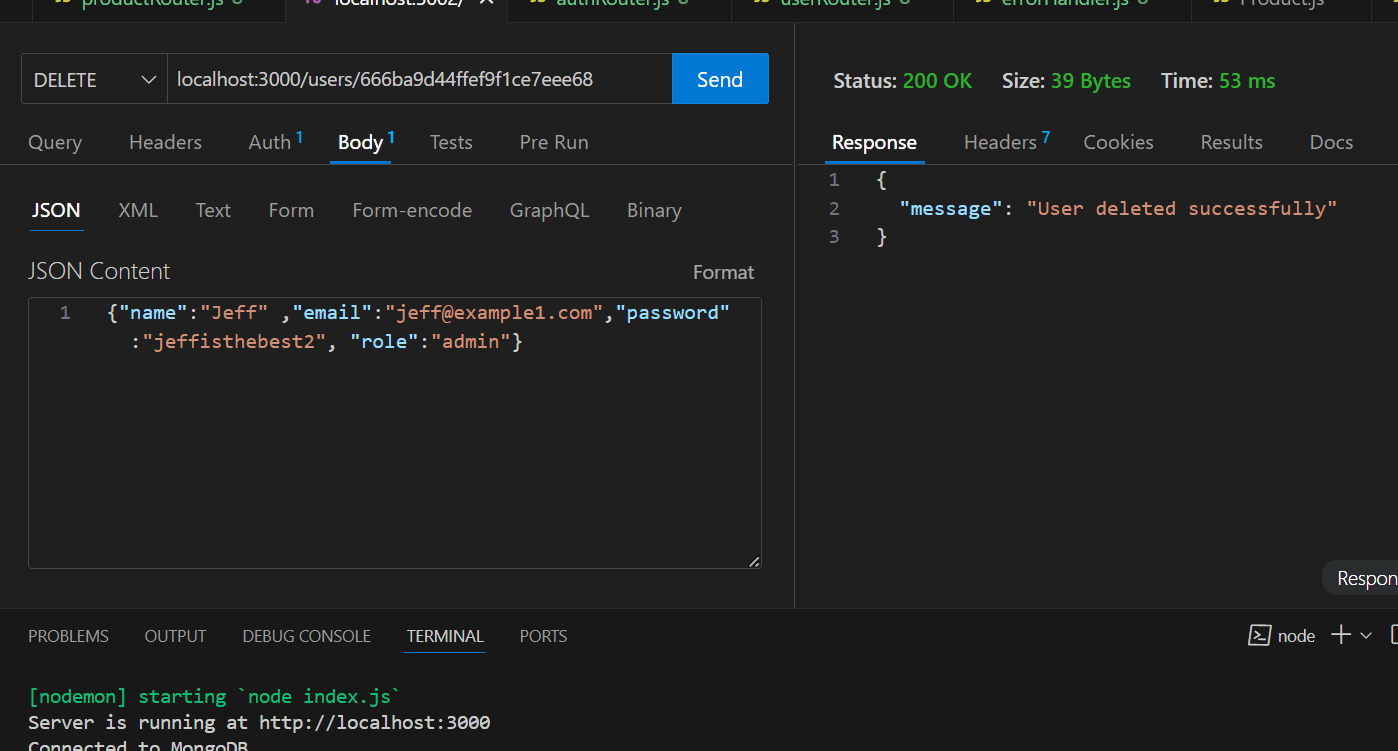 productRouter.js
localhost:3002/
authRouter.js
userRouter.js
errorHandler.js
Product.js
DELETE
localhost:3000/users/666ba9d44ffef9f1ce7eee68
Send
Status: 200 OK Size: 39 Bytes Time: 53 ms
Query Headers Auth 1 Body 1 Tests Pre Run
Response Headers 7 Cookies Results Docs
1 {
2 "message": "User deleted successfully"
3 }
JSON XML Text Form Form-encode GraphQL Binary
JSON Content
Format
1 {"name":"Jeff" ,"email":"jeff@example1.com","password"
:"jeffisthebest2", "role":"admin"}
Respon
PROBLEMS OUTPUT DEBUG CONSOLE TERMINAL PORTS
node
[nodemon] starting `node index.js`
Server is running at http://localhost:3000
Connected to MongoDB